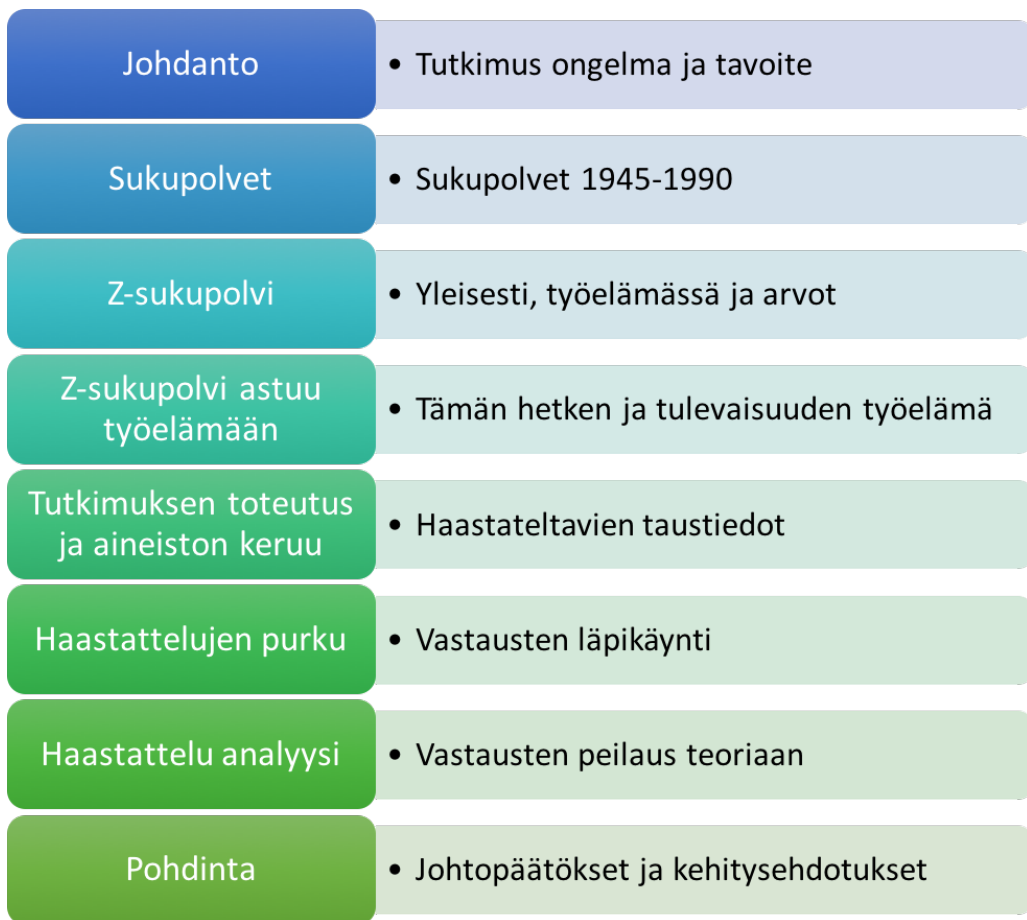 Johdanto
• Tutkimus ongelma ja tavoite
Sukupolvet
• Sukupolvet 1945-1990
Z-sukupolvi
• Yleisesti, työelämässä ja arvot
Z-sukupolvi astuu
työelämään
• Tämän hetken ja tulevaisuuden työelämä
Tutkimuksen toteutus
ja aineiston keruu
• Haastateltavien taustiedot
Haastattelujen purku
• Vastausten läpikäynti
Haastattelu analyysi
• Vastausten peilaus teoriaan
Pohdinta
• Johtopäätökset ja kehitysehdotukset